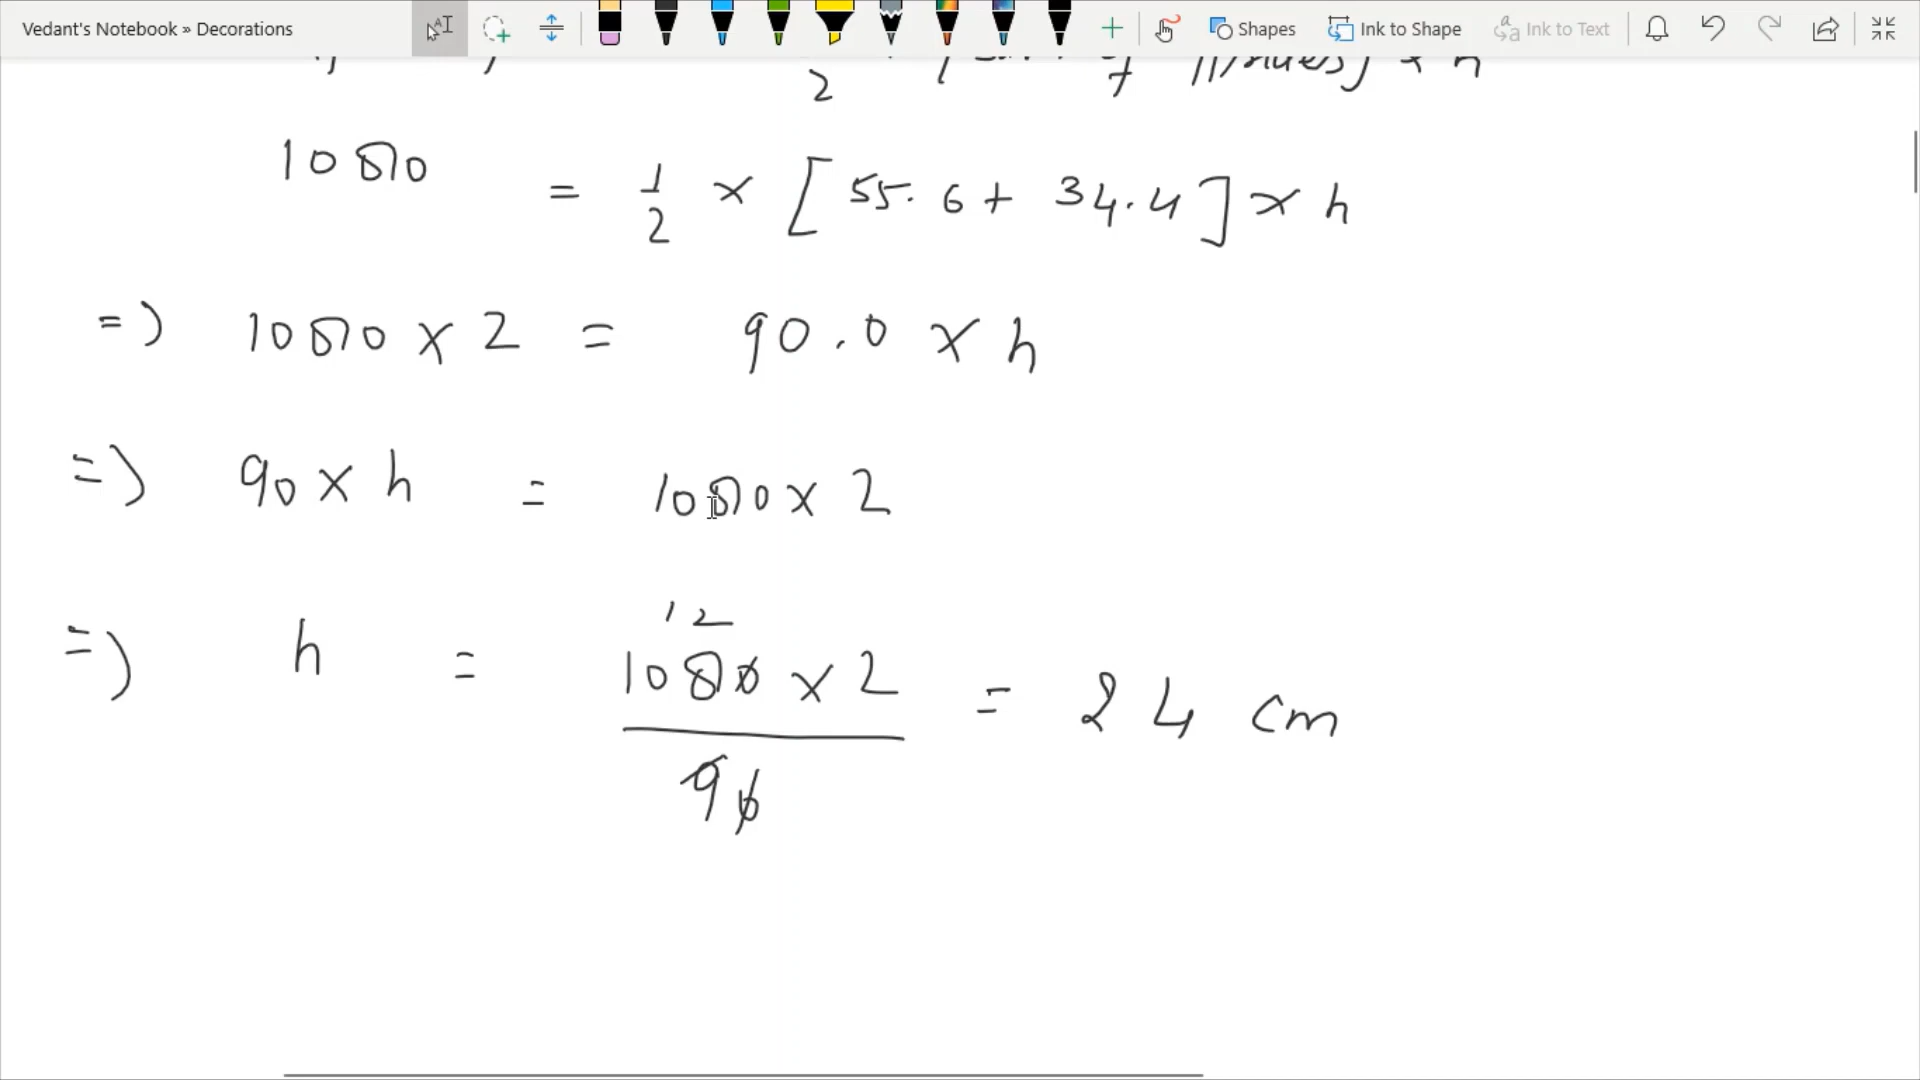 Vedant's Notebook » Decorations Shapes Ink to Shape Ink to Text
2 × h
1080 = 1/2 × [55.6 + 34.4] × h
=) 1080 × 2 = 90.0 × h
=) 90 × h = 1080 × 2
12
=) h = 1080 × 2 = 24 cm
90